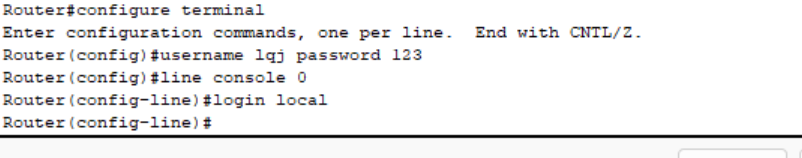 Router#configure terminal
Enter configuration commands, one per line.  End with CNTL/Z.
Router(config)#username lqj password 123
Router(config)#line console 0
Router(config-line)#login local
Router(config-line)#